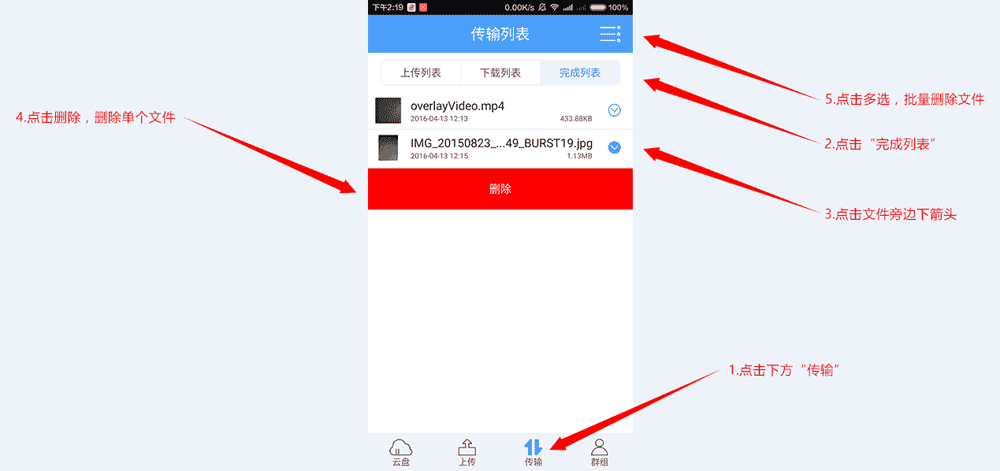 下午2:19
0.00K/s
100%
传输列表
上传列表
下载列表
完成列表
overlayVideo.mp4
2016-04-13 12:13
433.88KB
IMG_20150823_...49_BURST19.jpg
2016-04-13 12:15
1.13MB
删除
云盘
上传
传输
群组
4.点击删除，删除单个文件
5.点击多选，批量删除文件
2.点击“完成列表”
3.点击文件旁边下箭头
1.点击下方“传输”